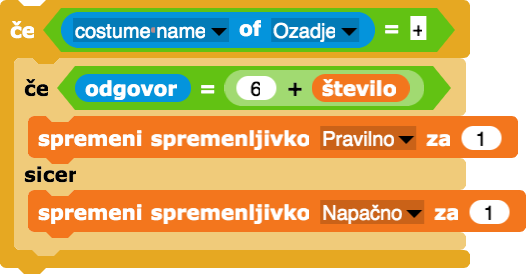 če costume name of Ozadje = +
če odgovor = 6 + število
spremeni spremenljivko Pravilno za 1
sicer
spremeni spremenljivko Napačno za 1